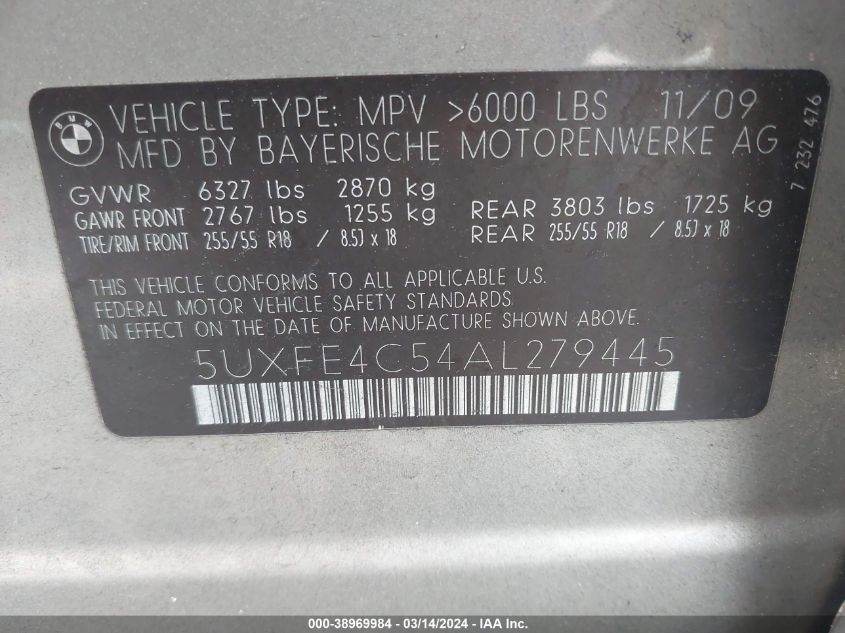 BMW
VEHICLE TYPE: MPV >6000 LBS 11/09
MFD BY BAYERISCHE MOTORENWERKE AG
GVWR 6327 lbs 2870 kg
GAWR FRONT 2767 lbs 1255 kg REAR 3803 lbs 1725 kg
TIRE/RIM FRONT 255/55 R18 / 8.5J x 18 REAR 255/55 R18 / 8.5J x 18
THIS VEHICLE CONFORMS TO ALL APPLICABLE U.S.
FEDERAL MOTOR VEHICLE SAFETY STANDARDS
IN EFFECT ON THE DATE OF MANUFACTURE SHOWN ABOVE.
5UXFE4C54AL279445
7 232 476
000-38969984 - 03/14/2024 - IAA Inc.